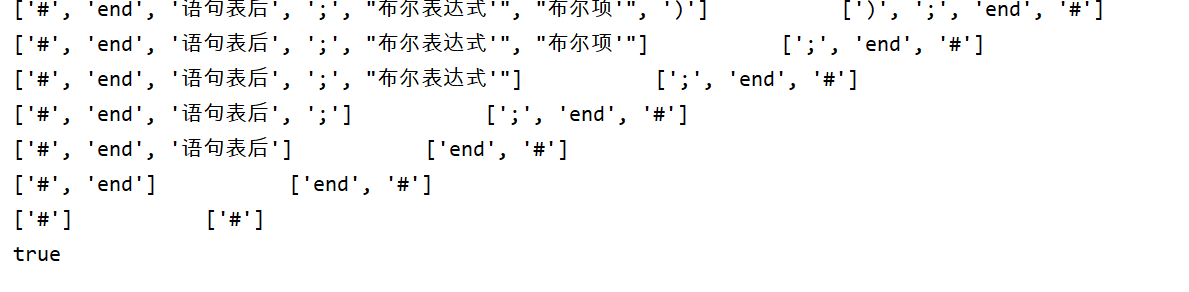 ['#', 'end', '语句表后', ';', "布尔表达式'", "布尔项'", ')']          [')', ';', 'end', '#']
['#', 'end', '语句表后', ';', "布尔表达式'", "布尔项'"]          [';', 'end', '#']
['#', 'end', '语句表后', ';', "布尔表达式'"]          [';', 'end', '#']
['#', 'end', '语句表后', ';']          [';', 'end', '#']
['#', 'end', '语句表后']          ['end', '#']
['#', 'end']          ['end', '#']
['#']          ['#']
true